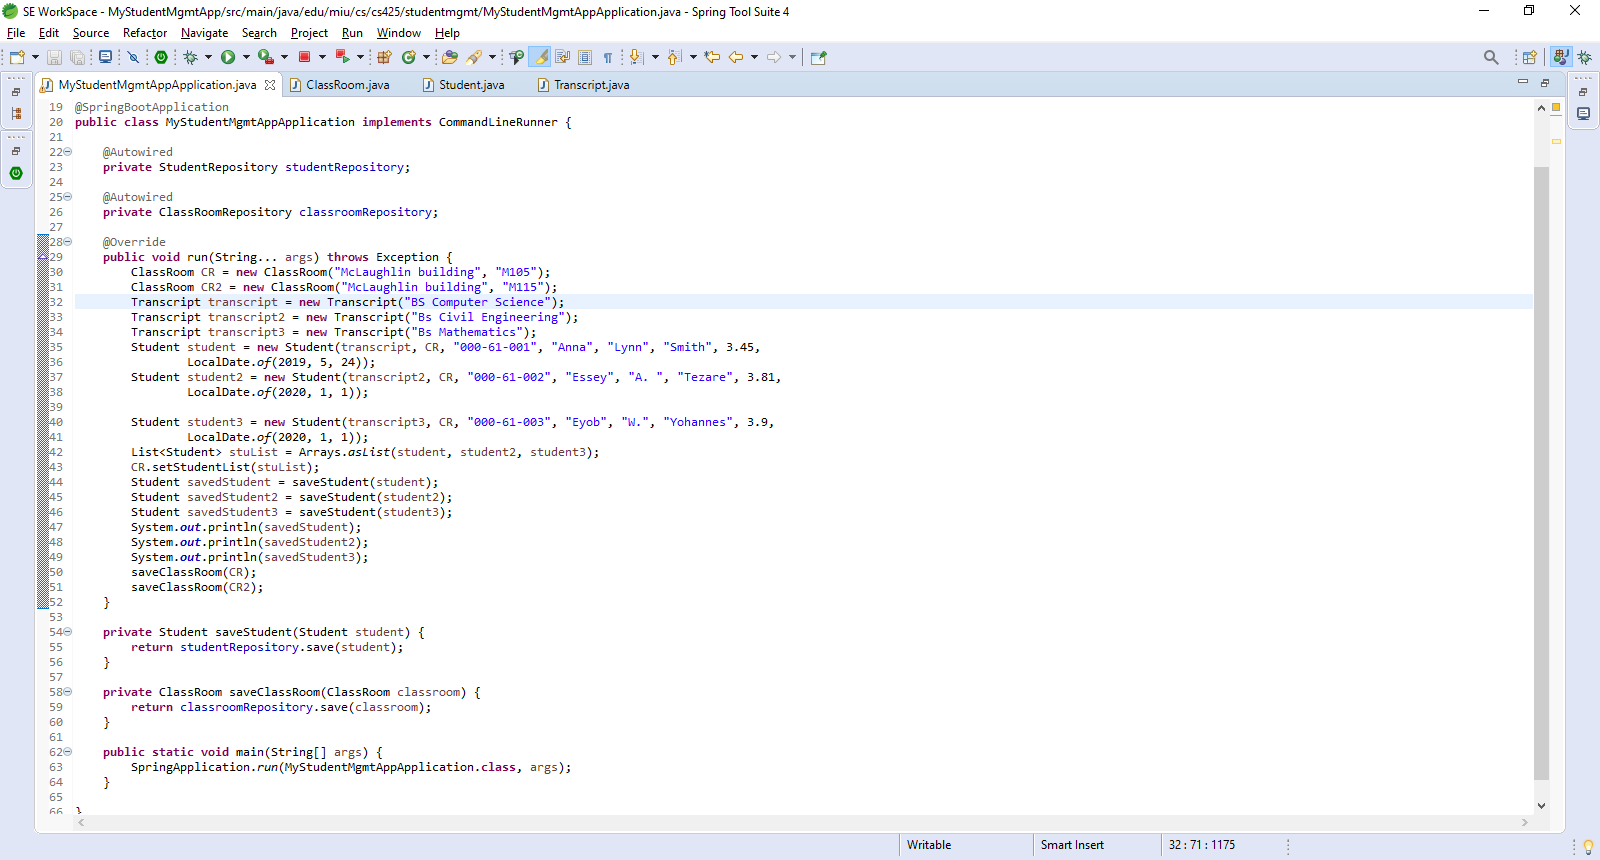 SE WorkSpace - MyStudentMgmtApp/src/main/java/edu/miu/cs/cs425/studentmgmt/MyStudentMgmtAppApplication.java - Spring Tool Suite 4
File Edit Source Refactor Navigate Search Project Run Window Help
MyStudentMgmtAppApplication.java ClassRoom.java Student.java Transcript.java
19 @SpringBootApplication
20 public class MyStudentMgmtAppApplication implements CommandLineRunner {
21
22 @Autowired
23 private StudentRepository studentRepository;
24
25 @Autowired
26 private ClassRoomRepository classroomRepository;
27
28 @Override
29 public void run(String... args) throws Exception {
30 ClassRoom CR = new ClassRoom("McLaughlin building", "M105");
31 ClassRoom CR2 = new ClassRoom("McLaughlin building", "M115");
32 Transcript transcript = new Transcript("BS Computer Science");
33 Transcript transcript2 = new Transcript("Bs Civil Engineering");
34 Transcript transcript3 = new Transcript("Bs Mathematics");
35 Student student = new Student(transcript, CR, "000-61-001", "Anna", "Lynn", "Smith", 3.45,
36 LocalDate.of(2019, 5, 24));
37 Student student2 = new Student(transcript2, CR, "000-61-002", "Essey", "A. ", "Tezare", 3.81,
38 LocalDate.of(2020, 1, 1));
39
40 Student student3 = new Student(transcript3, CR, "000-61-003", "Eyob", "W.", "Yohannes", 3.9,
41 LocalDate.of(2020, 1, 1));
42 List<Student> stuList = Arrays.asList(student, student2, student3);
43 CR.setStudentList(stuList);
44 Student savedStudent = saveStudent(student);
45 Student savedStudent2 = saveStudent(student2);
46 Student savedStudent3 = saveStudent(student3);
47 System.out.println(savedStudent);
48 System.out.println(savedStudent2);
49 System.out.println(savedStudent3);
50 saveClassRoom(CR);
51 saveClassRoom(CR2);
52 }
53
54 private Student saveStudent(Student student) {
55 return studentRepository.save(student);
56 }
57
58 private ClassRoom saveClassRoom(ClassRoom classroom) {
59 return classroomRepository.save(classroom);
60 }
61
62 public static void main(String[] args) {
63 SpringApplication.run(MyStudentMgmtAppApplication.class, args);
64 }
65
66 }
Writable Smart Insert 32 : 71 : 1175